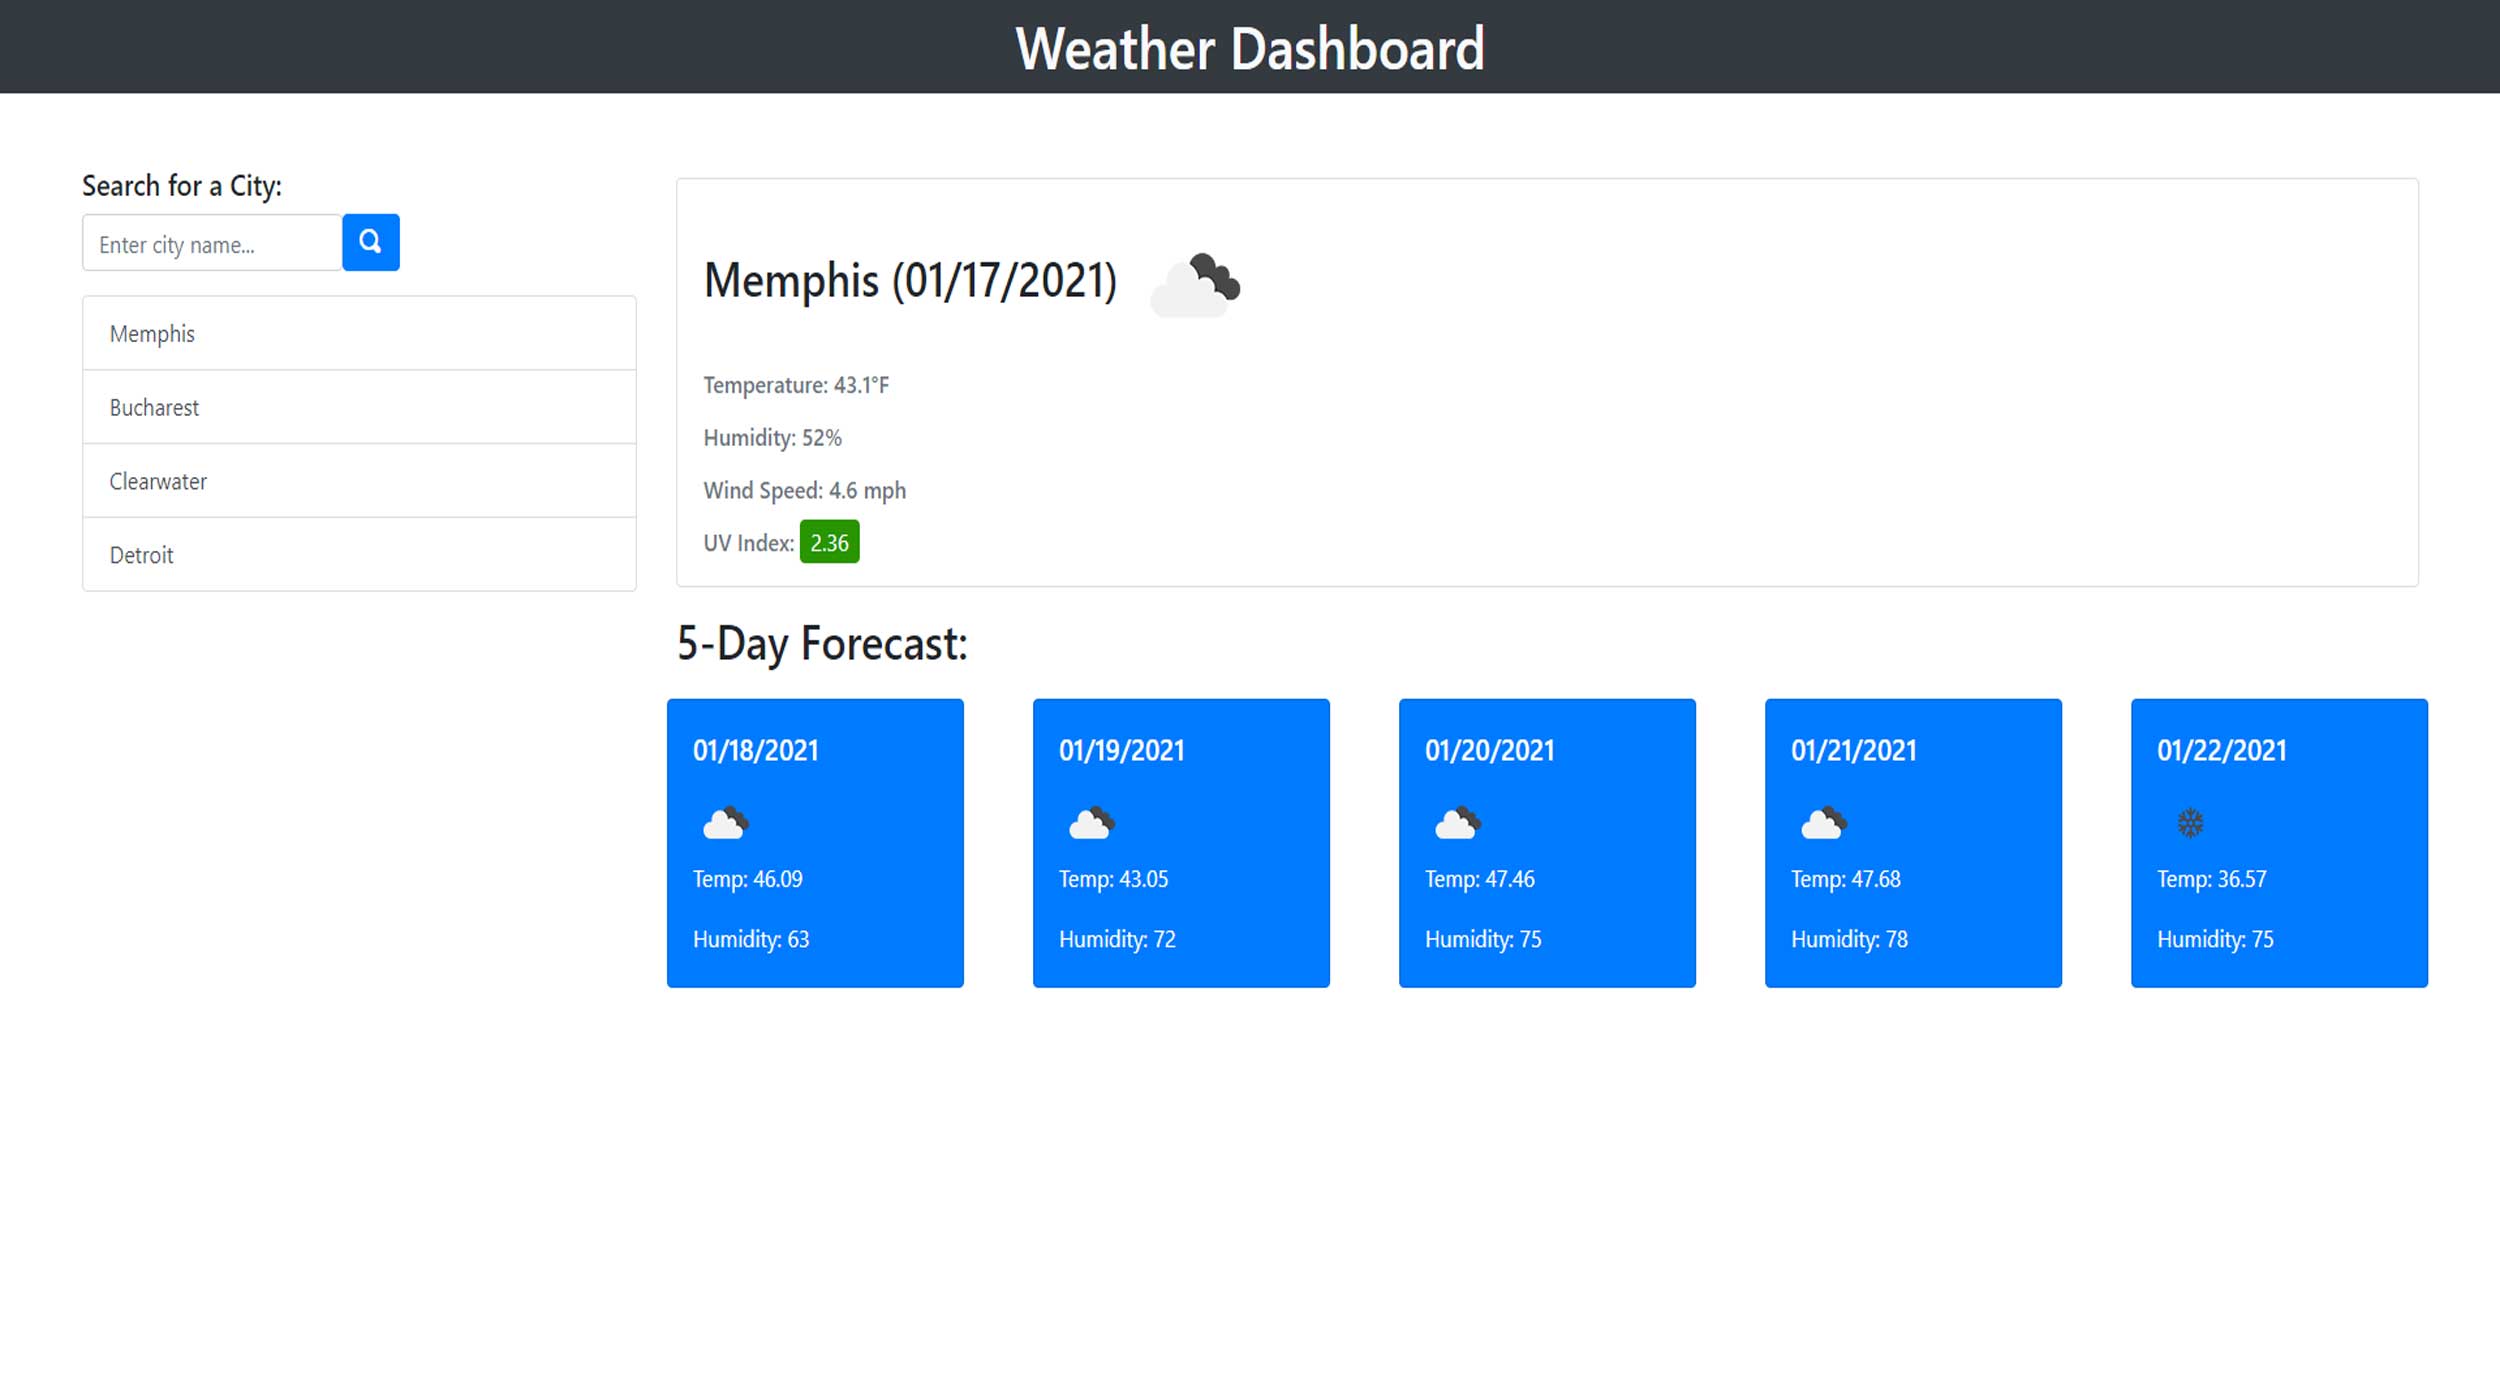 Weather Dashboard
Search for a City:
Enter city name...
Memphis
Bucharest
Clearwater
Detroit
Memphis (01/17/2021)
Temperature: 43.1°F
Humidity: 52%
Wind Speed: 4.6 mph
UV Index: 2.36
5-Day Forecast:
01/18/2021
Temp: 46.09
Humidity: 63
01/19/2021
Temp: 43.05
Humidity: 72
01/20/2021
Temp: 47.46
Humidity: 75
01/21/2021
Temp: 47.68
Humidity: 78
01/22/2021
Temp: 36.57
Humidity: 75